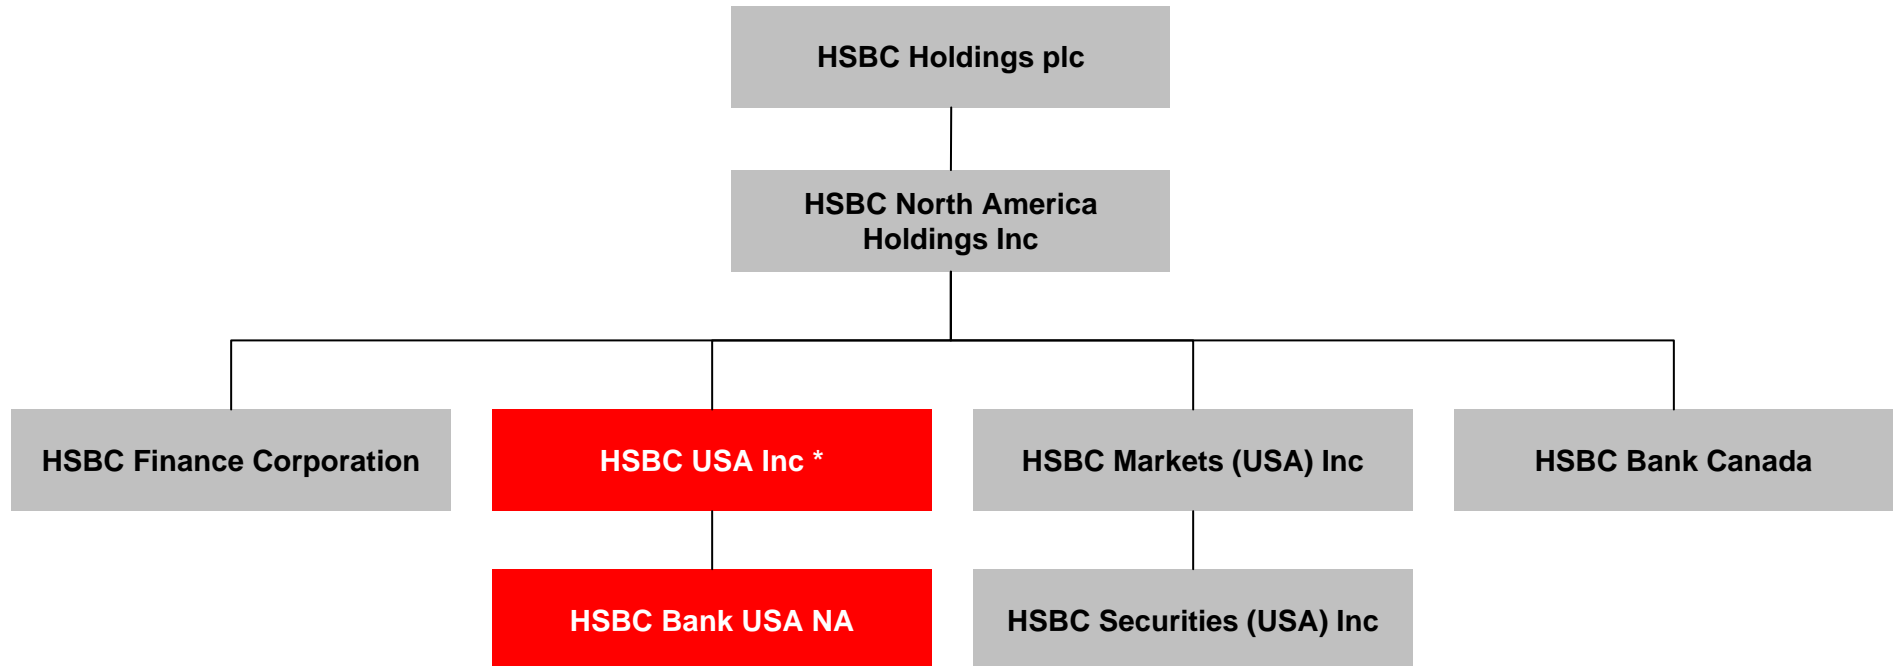 HSBC Holdings plc
HSBC North America
Holdings Inc
HSBC Finance Corporation
HSBC USA Inc *
HSBC Markets (USA) Inc
HSBC Bank Canada
HSBC Bank USA NA
HSBC Securities (USA) Inc